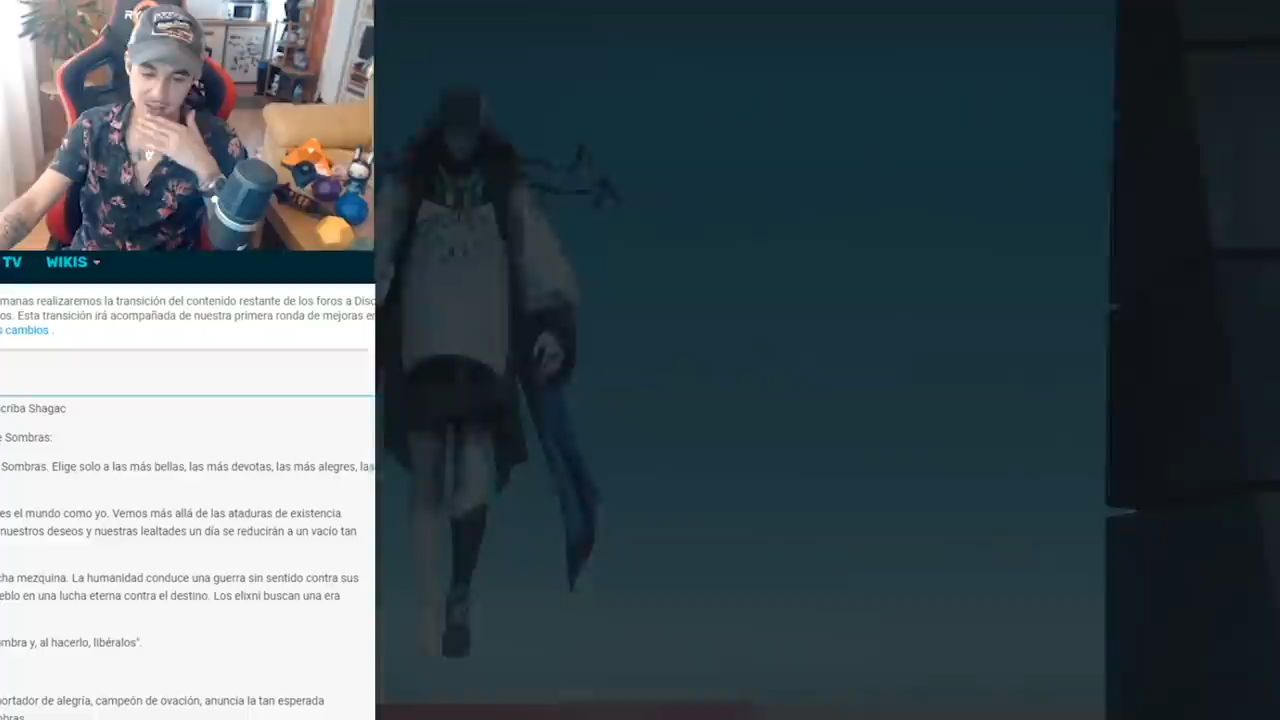 TV WIKIS
manas realizaremos la transición del contenido restante de los foros a Disc
os. Esta transición irá acompañada de nuestra primera ronda de mejoras e
s cambios .
criba Shagac
e Sombras:
Sombras. Elige solo a las más bellas, las más devotas, las más alegres, la
es el mundo como yo. Vemos más allá de las ataduras de existencia
nuestros deseos y nuestras lealtades un día se reducirán a un vacío tan
cha mezquina. La humanidad conduce una guerra sin sentido contra sus
eblo en una lucha eterna contra el destino. Los elixni buscan una era
ombra y, al hacerlo, libéralos".
ortador de alegría, campeón de ovación, anuncia la tan esperada
bras